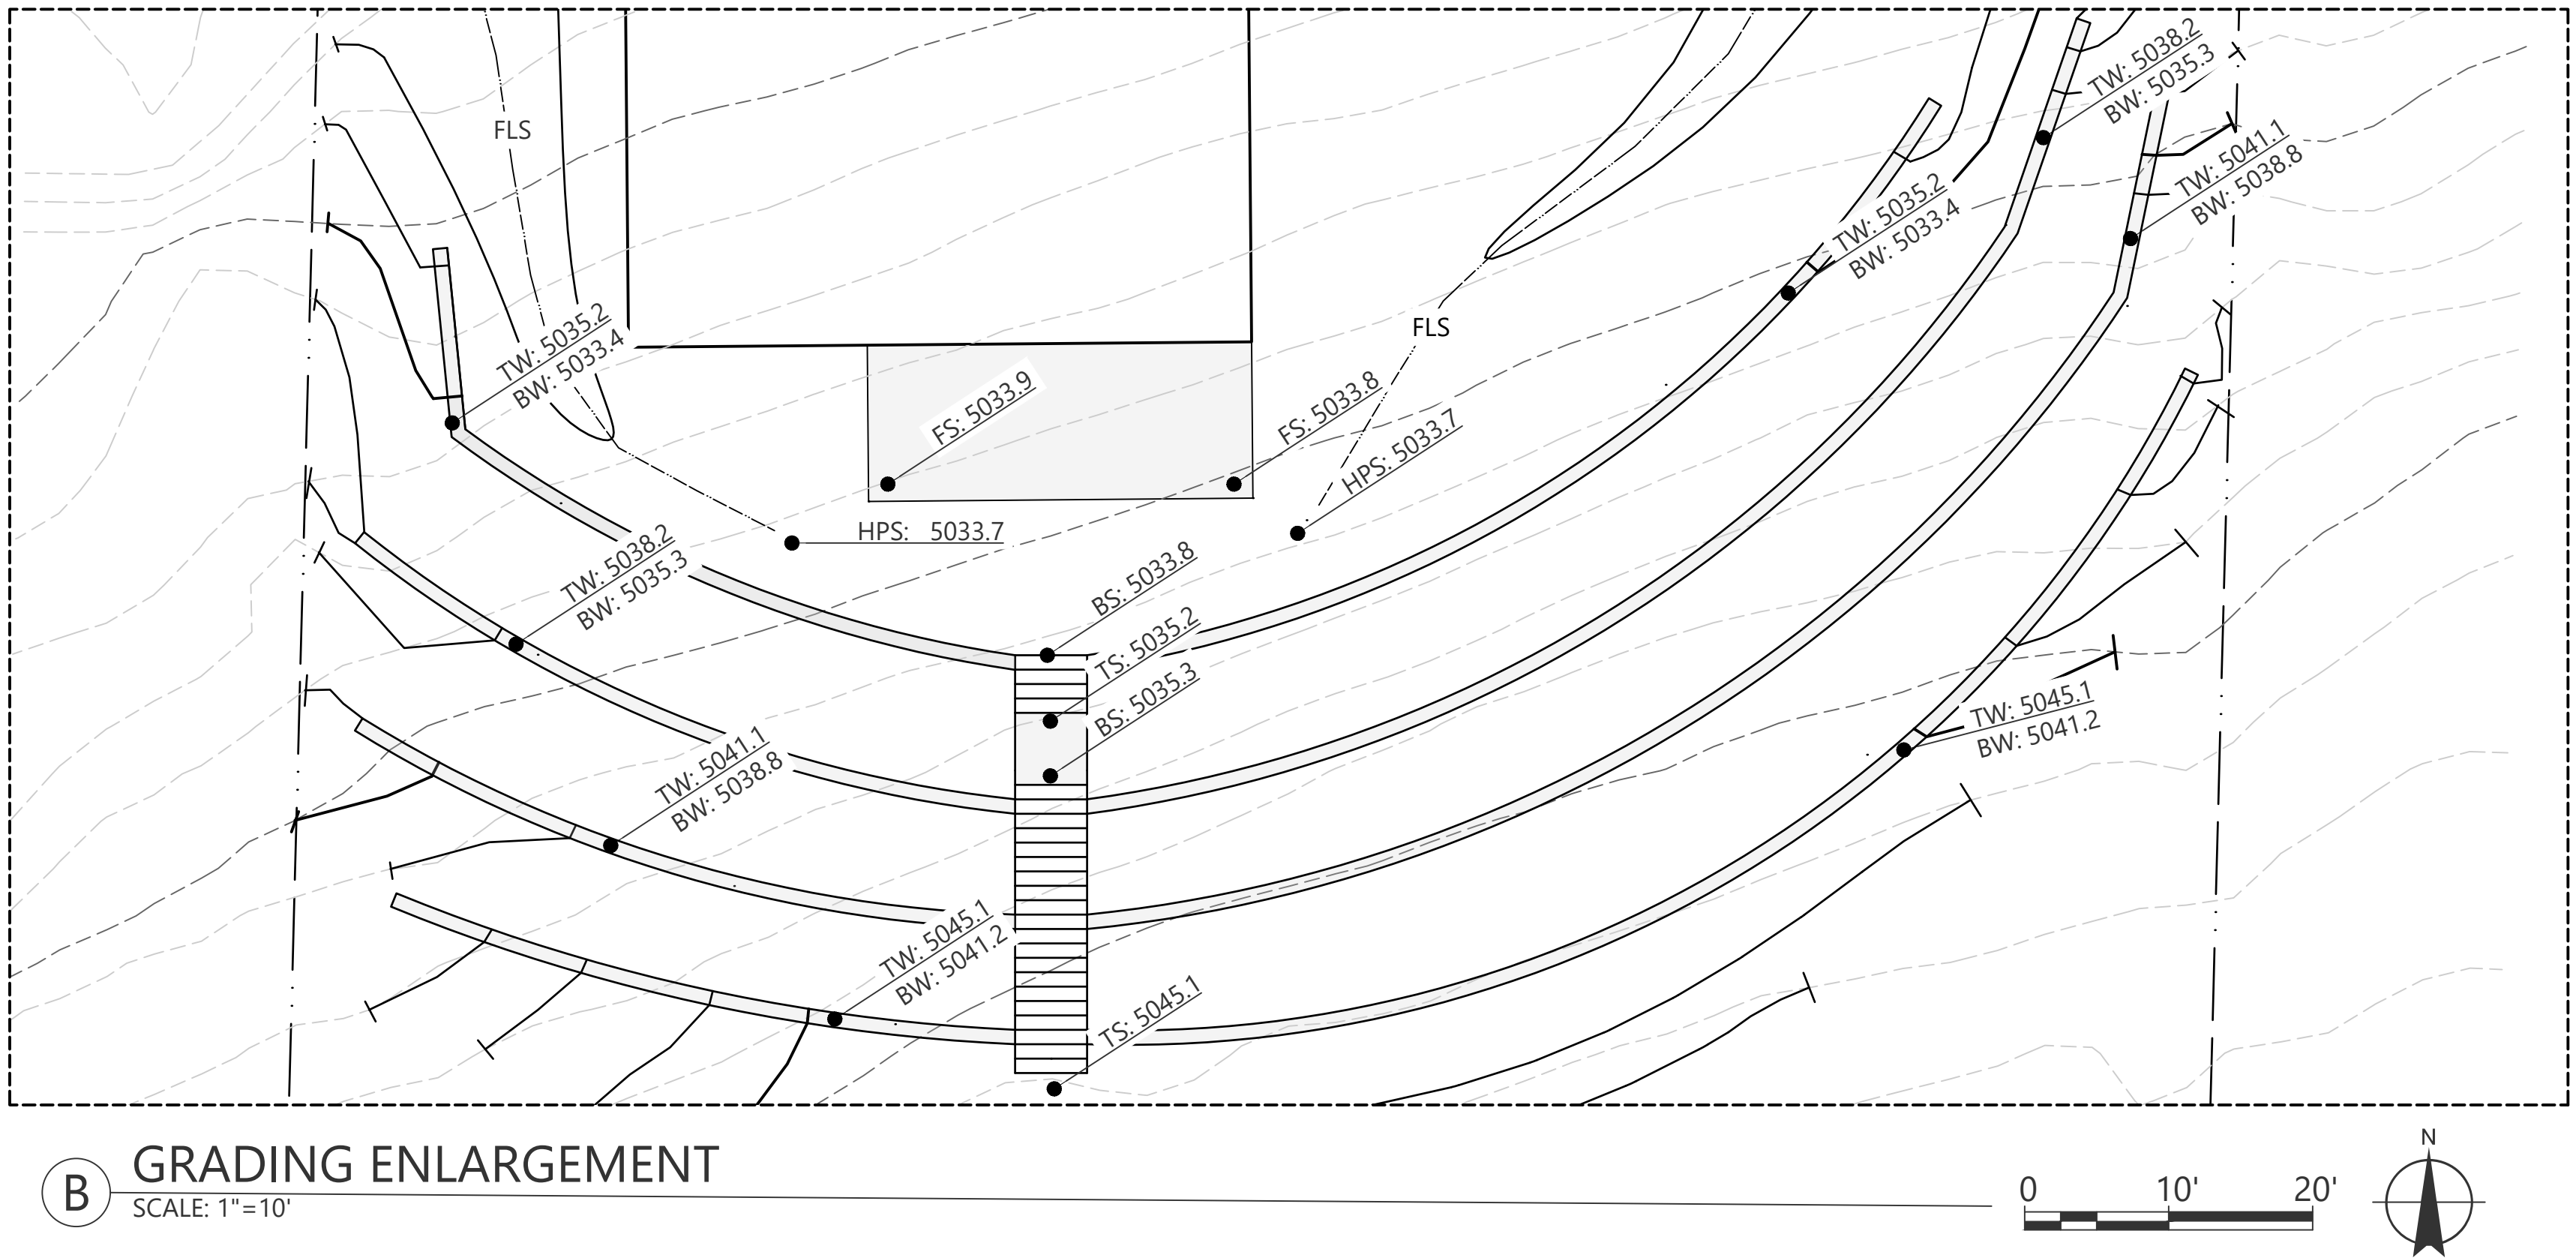 TW: 5038.2
BW: 5035.3
FLS
TW: 5041.1
BW: 5038.8
TW: 5035.2
BW: 5033.4
TW: 5035.2
BW: 5033.4
FLS
FS: 5033.9
FS: 5033.8
HPS: 5033.7
HPS: 5033.7
TW: 5038.2
BW: 5035.3
BS: 5033.8
TS: 5035.2
BS: 5035.3
TW: 5045.1
BW: 5041.2
TW: 5041.1
BW: 5038.8
TW: 5045.1
BW: 5041.2
TS: 5045.1
B
GRADING ENLARGEMENT
SCALE: 1"=10'
0 10' 20'
N